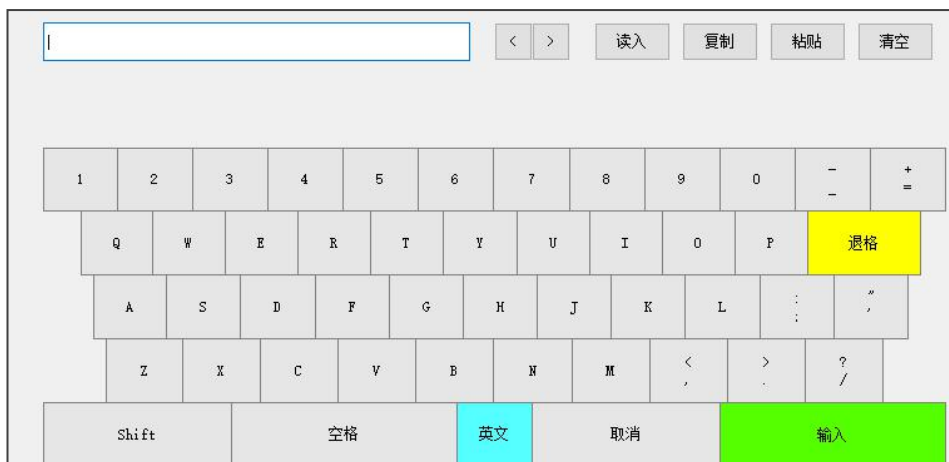 < > 读入 复制 粘贴 清空
1 2 3 4 5 6 7 8 9 0 - - + =
Q W E R T Y U I O P 退格
A S D F G H J K L : ; " '
Z X C V B N M < , > . ? /
Shift 空格 英文 取消 输入